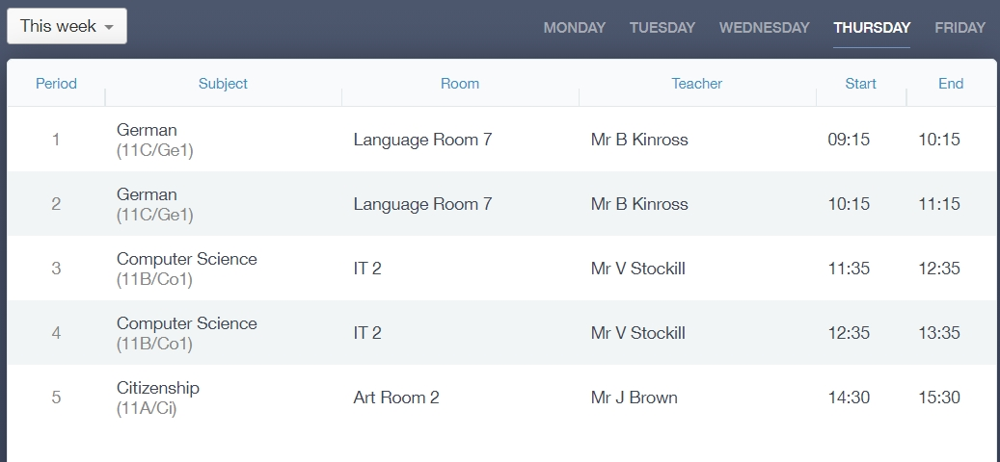 This week
MONDAY TUESDAY WEDNESDAY THURSDAY FRIDAY
Period Subject Room Teacher Start End
1 German (11C/Ge1) Language Room 7 Mr B Kinross 09:15 10:15
2 German (11C/Ge1) Language Room 7 Mr B Kinross 10:15 11:15
3 Computer Science (11B/Co1) IT 2 Mr V Stockill 11:35 12:35
4 Computer Science (11B/Co1) IT 2 Mr V Stockill 12:35 13:35
5 Citizenship (11A/Ci) Art Room 2 Mr J Brown 14:30 15:30